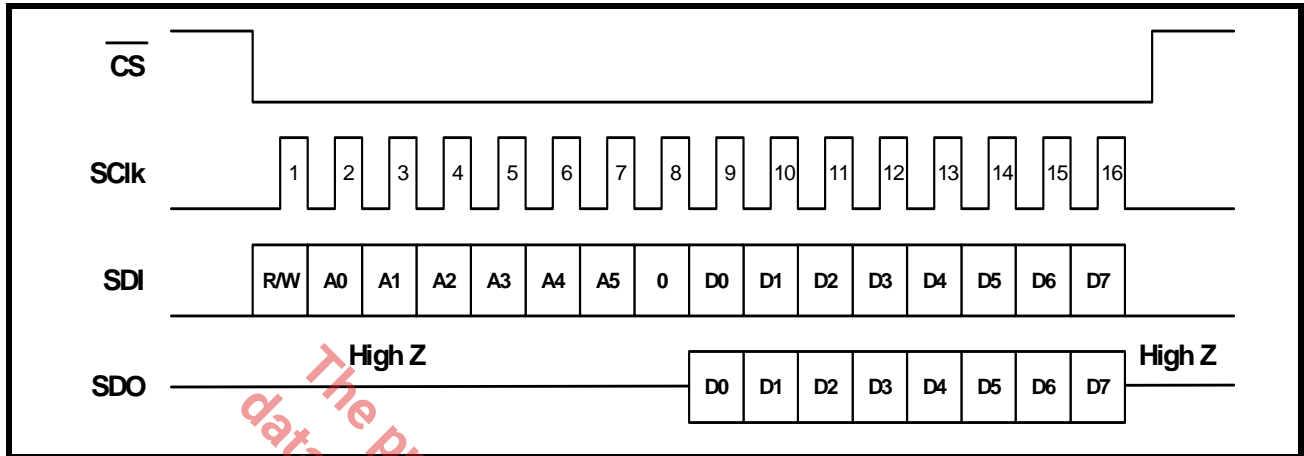 CS
SClk 1 2 3 4 5 6 7 8 9 10 11 12 13 14 15 16
SDI R/W A0 A1 A2 A3 A4 A5 0 D0 D1 D2 D3 D4 D5 D6 D7
High Z High Z
SDO D0 D1 D2 D3 D4 D5 D6 D7
The
data